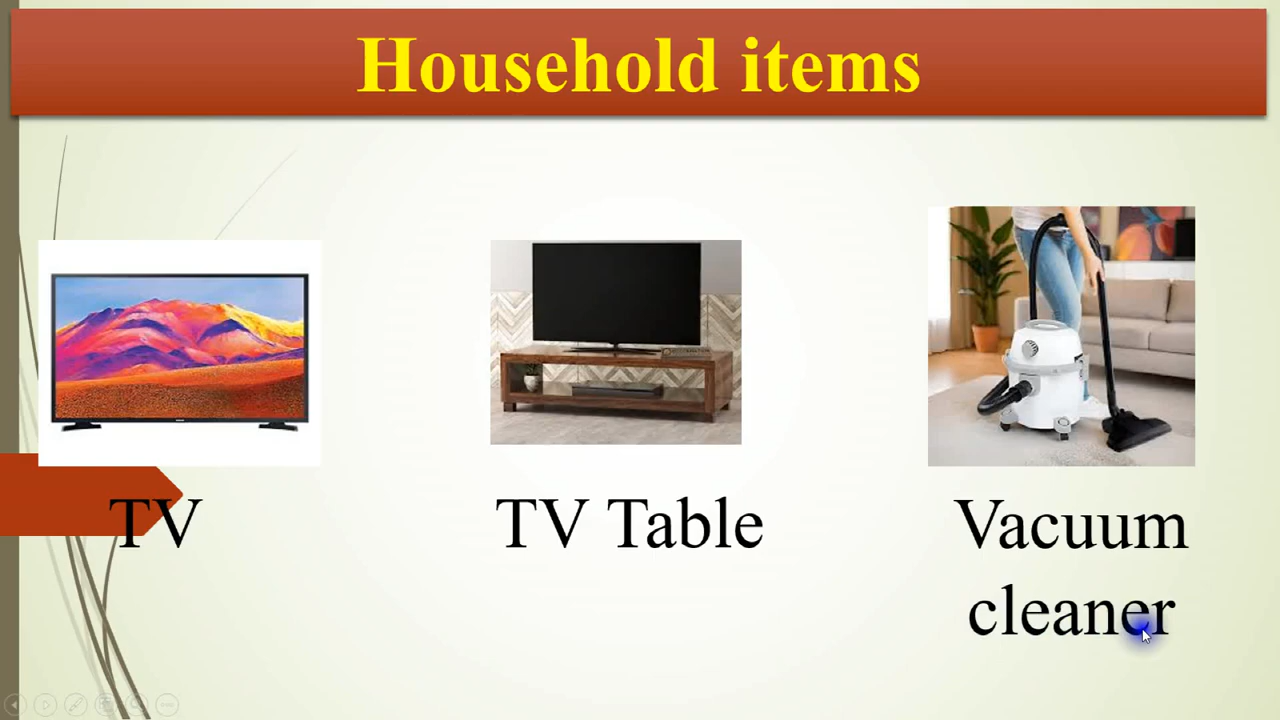 Household items
TV
TV Table
Vacuum
cleaner